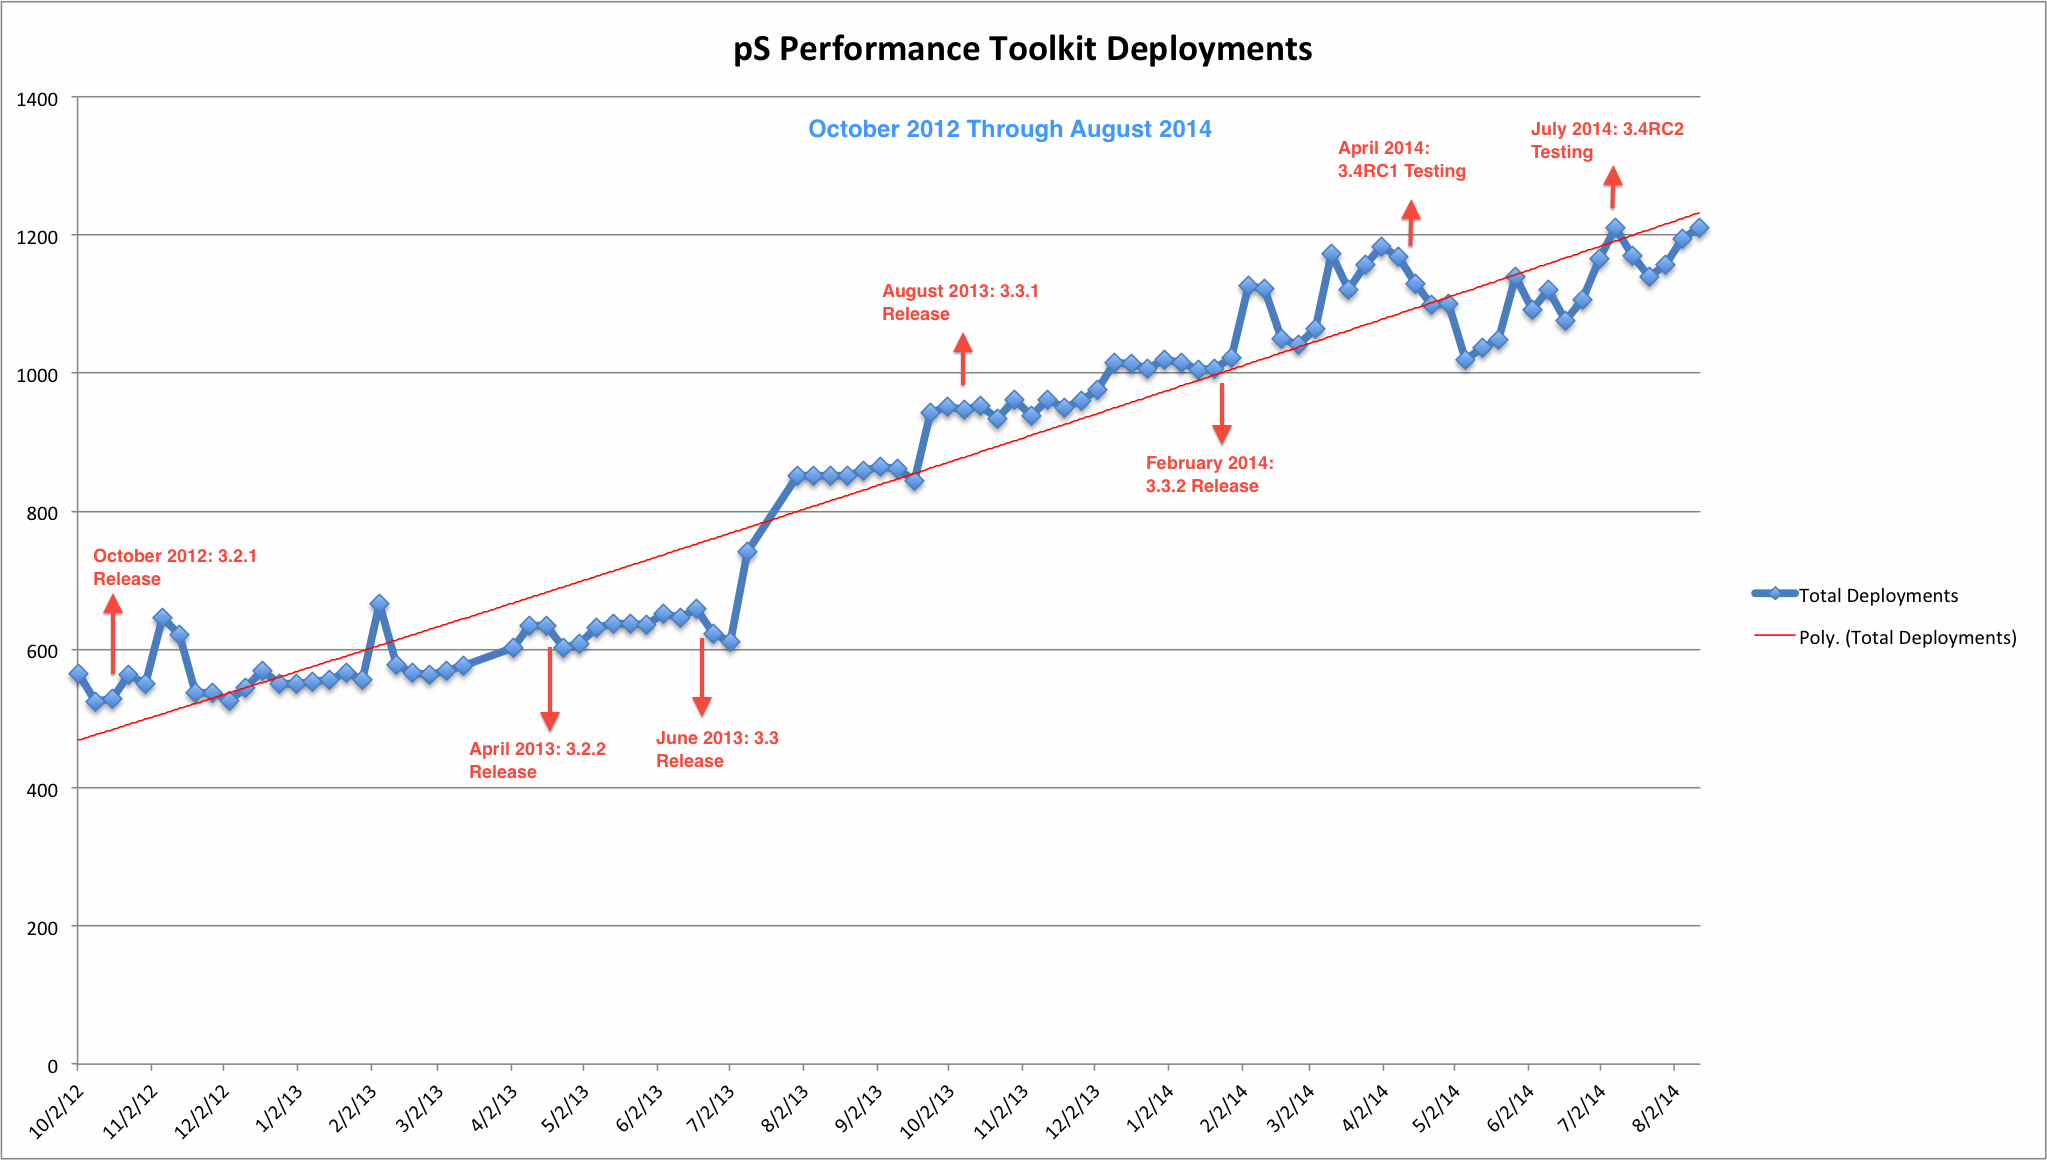 pS Performance Toolkit Deployments
October 2012 Through August 2014
1400
1200
1000
800
600
400
200
0
October 2012: 3.2.1
Release
April 2013: 3.2.2
Release
June 2013: 3.3
Release
August 2013: 3.3.1
Release
February 2014:
3.3.2 Release
April 2014:
3.4RC1 Testing
July 2014: 3.4RC2
Testing
Total Deployments
Poly. (Total Deployments)
10/2/12
11/2/12
12/2/12
1/2/13
2/2/13
3/2/13
4/2/13
5/2/13
6/2/13
7/2/13
8/2/13
9/2/13
10/2/13
11/2/13
12/2/13
1/2/14
2/2/14
3/2/14
4/2/14
5/2/14
6/2/14
7/2/14
8/2/14